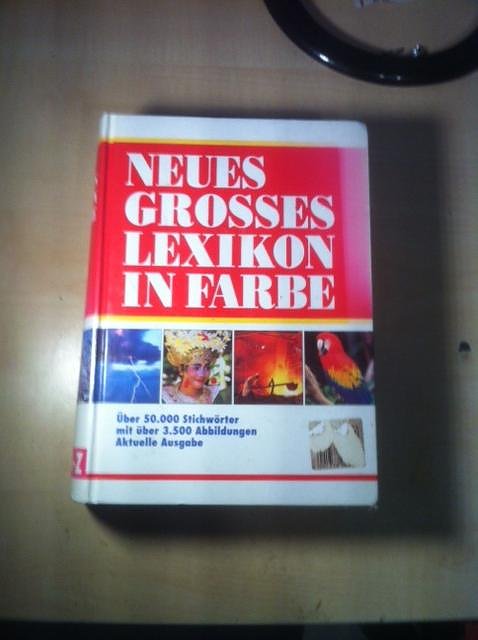 NEUES
GROSSES
LEXIKON
IN FARBE
Über 50.000 Stichwörter
mit über 3.500 Abbildungen
Aktuelle Ausgabe
Z